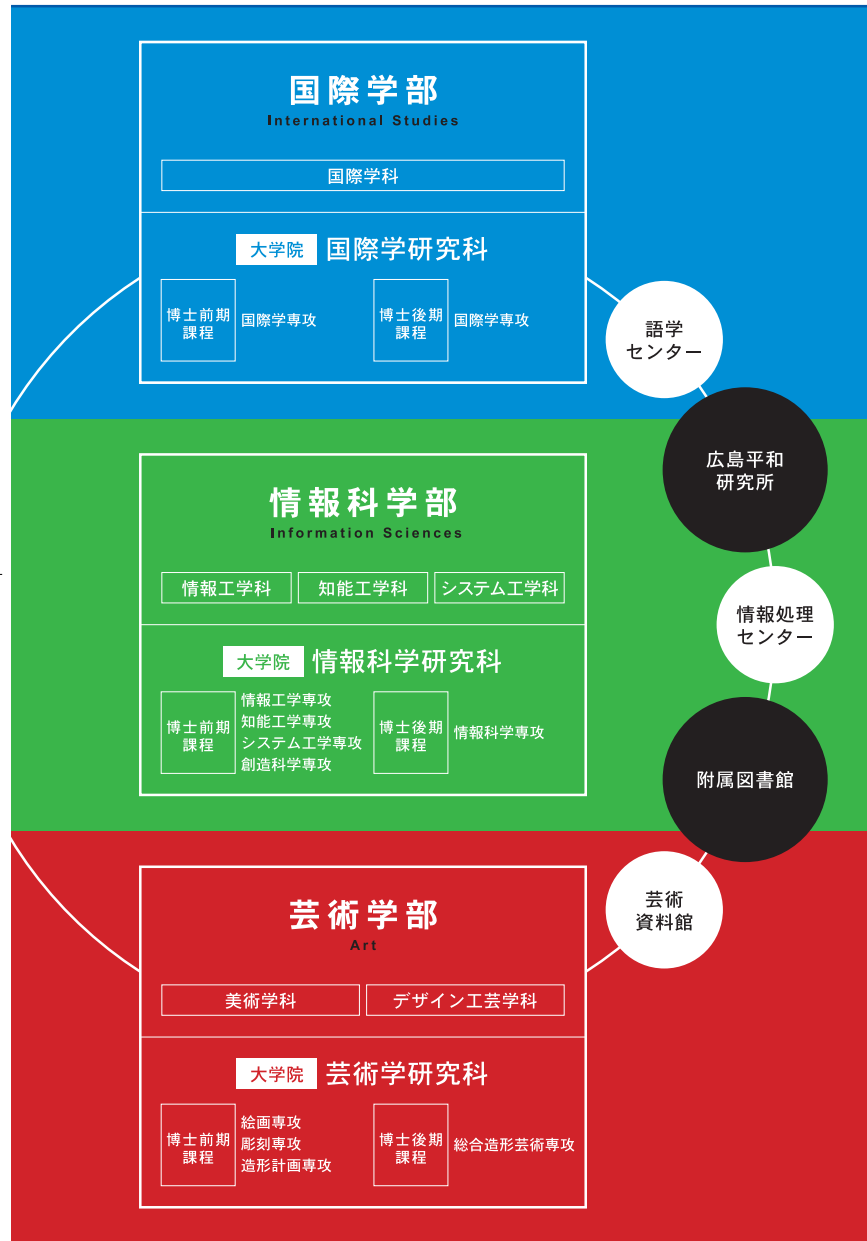 国際学部
International Studies
国際学科
大学院 国際学研究科
博士前期
課程
国際学専攻
博士後期
課程
国際学専攻
語学
センター
広島平和
研究所
情報科学部
Information Sciences
情報工学科 知能工学科 システム工学科
大学院 情報科学研究科
博士前期
課程
情報工学専攻
知能工学専攻
システム工学専攻
創造科学専攻
博士後期
課程
情報科学専攻
情報処理
センター
附属図書館
芸術学部
Art
美術学科 デザイン工芸学科
大学院 芸術学研究科
博士前期
課程
絵画専攻
彫刻専攻
造形計画専攻
博士後期
課程
総合造形芸術専攻
芸術
資料館